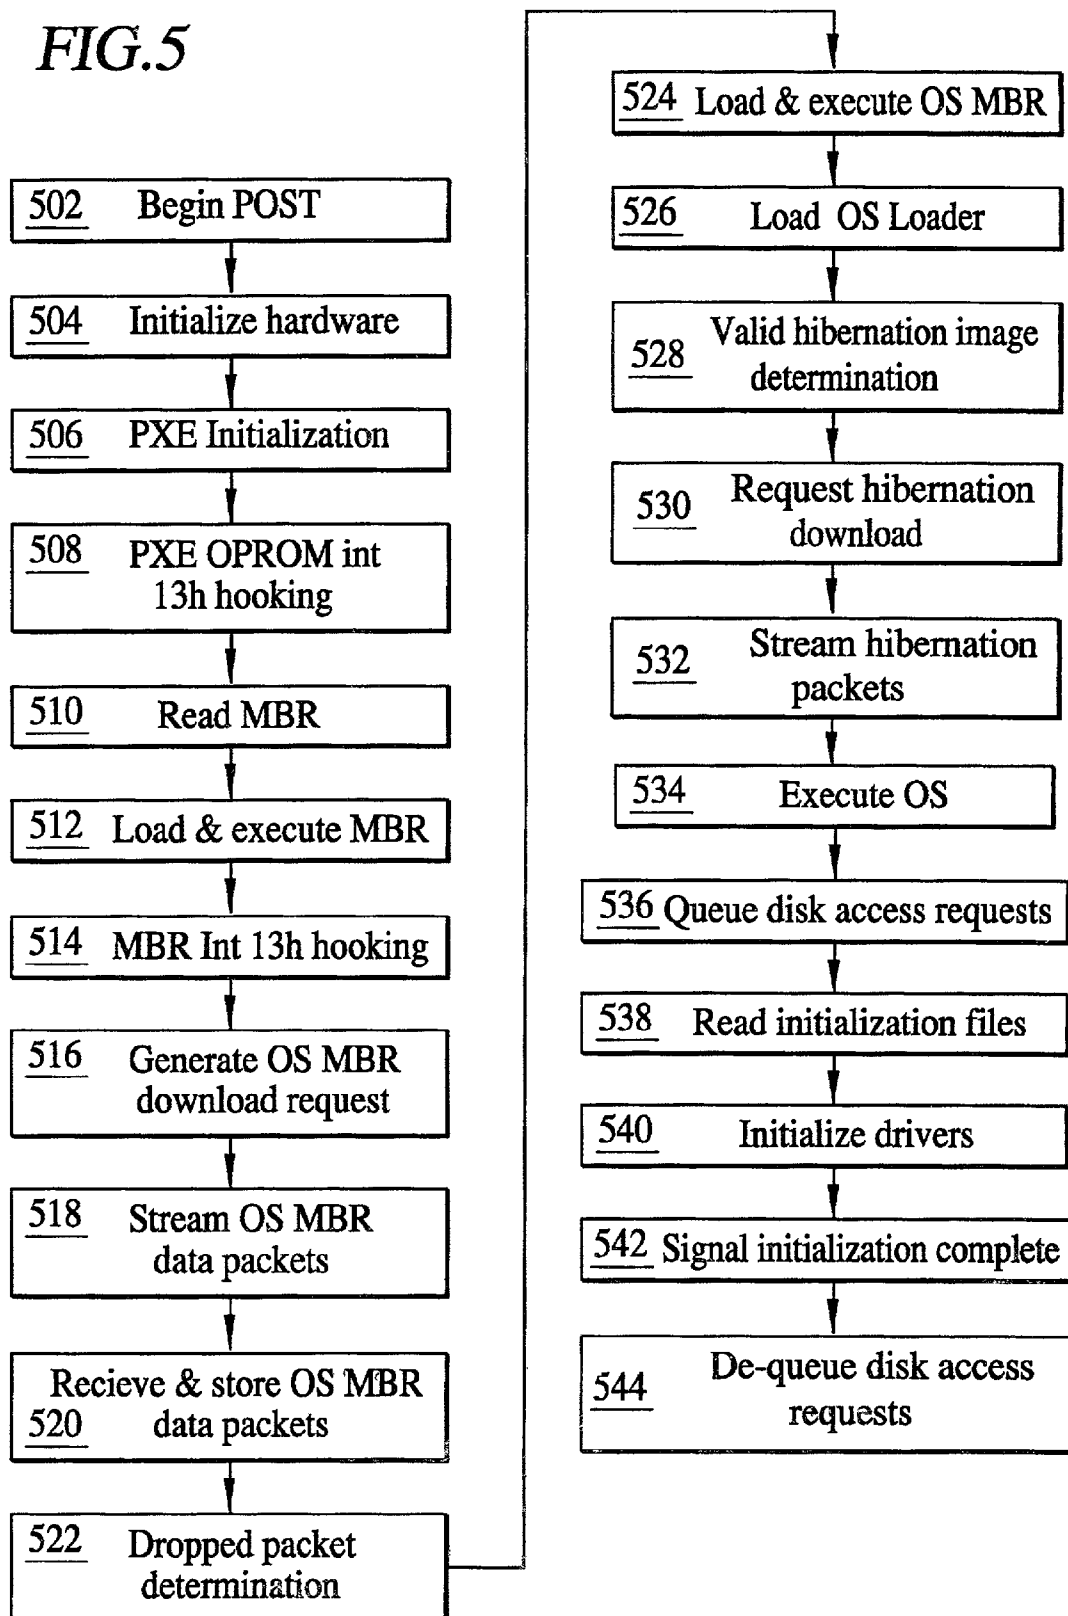 FIG.5
502 Begin POST
504 Initialize hardware
506 PXE Initialization
508 PXE OPROM int
13h hooking
510 Read MBR
512 Load & execute MBR
514 MBR Int 13h hooking
516 Generate OS MBR
download request
518 Stream OS MBR
data packets
Recieve & store OS MBR
520 data packets
522 Dropped packet
determination
524 Load & execute OS MBR
526 Load OS Loader
528 Valid hibernation image
determination
530 Request hibernation
download
532 Stream hibernation
packets
534 Execute OS
536 Queue disk access requests
538 Read initialization files
540 Initialize drivers
542 Signal initialization complete
544 De-queue disk access
requests